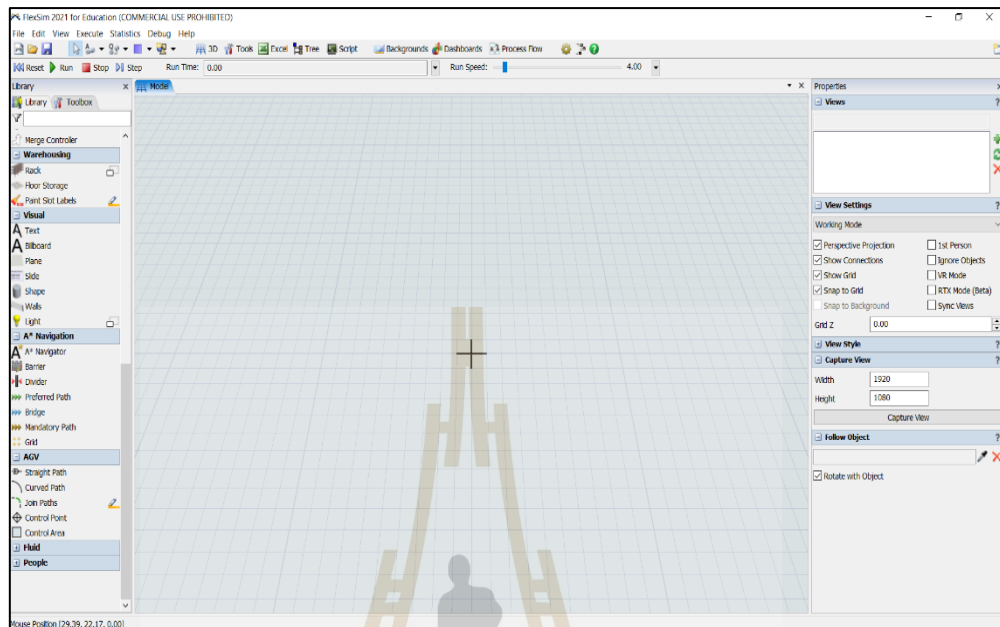 FlexSim 2021 for Education (COMMERCIAL USE PROHIBITED)
File Edit View Execute Statistics Debug Help
3D Tools Excel Tree Script Backgrounds Dashboards Process Flow
Reset Run Stop Step Run Time: 0.00 Run Speed: 4.00
Library
Library Toolbox
Merge Controler
Warehousing
Rack
Floor Storage
Paint Slot Labels
Visual
Text
Billboard
Plane
Slide
Shape
Walls
Light
A* Navigation
A* Navigator
Barrier
Divider
Preferred Path
Bridge
Mandatory Path
Grid
AGV
Straight Path
Curved Path
Join Paths
Control Point
Control Area
Fluid
People
Model
Properties
Views
View Settings
Working Mode
Perspective Projection 1st Person
Show Connections Ignore Objects
Show Grid VR Mode
Snap to Grid RTX Mode (Beta)
Snap to Background Sync Views
Grid Z 0.00
View Style
Capture View
Width 1920
Height 1080
Capture View
Follow Object
Rotate with Object
Mouse Position [29.39, 22.17, 0.00]